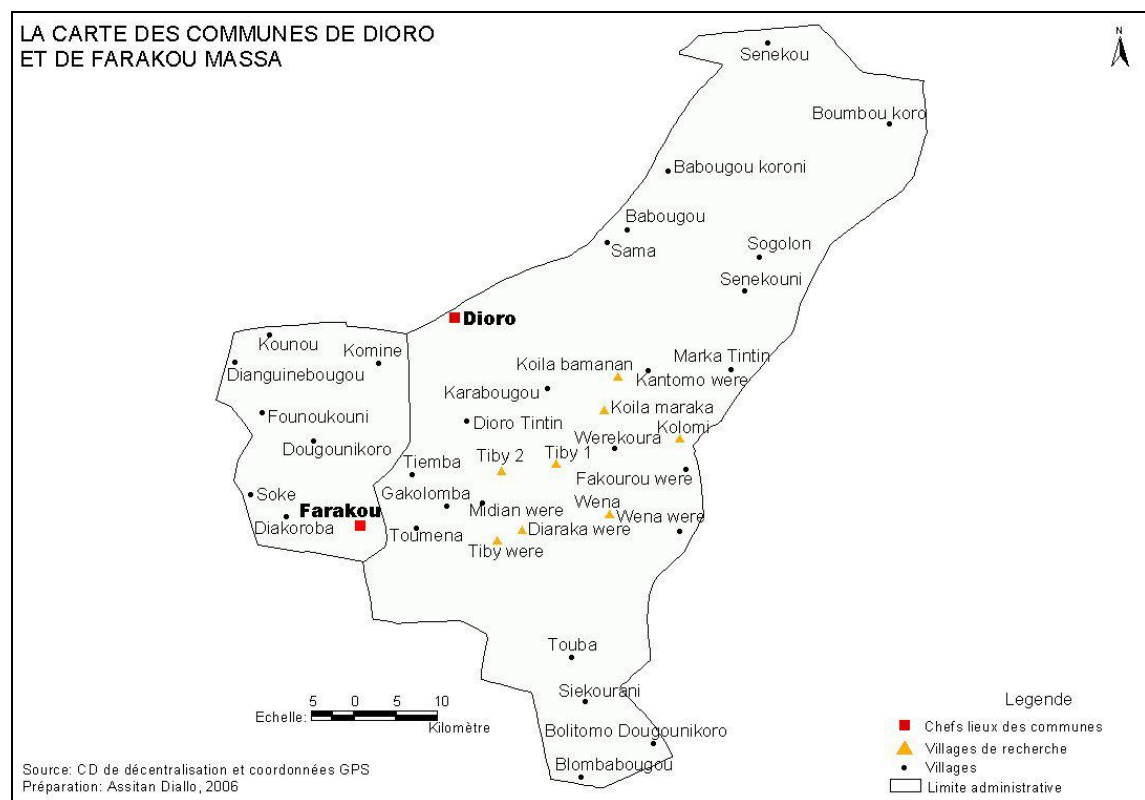 LA CARTE DES COMMUNES DE DIORO
ET DE FARAKOU MASSA
N
Senekou
Boumbou koro
Babougou koroni
Babougou
Sama
Sogolon
Senekouni
Dioro
Kounou
Komine
Dianguinebougou
Marka Tintin
Koila bamanan
Kantomo were
Karabougou
Koila maraka
Founoukouni
Dioro Tintin
Kolomi
Dougounikoro
Werekoura
Tiemba
Tiby 2
Tiby 1
Fakourou were
Soke
Gakolomba
Midian were
Wena
Wena were
Farakou
Diakoroba
Toumena
Diaraka were
Tiby were
Touba
Siekourani
Bolitomo Dougounikoro
Blombabougou
5 0 5 10
Echelle:
Kilomètre
Legende
Chefs lieux des communes
Villages de recherche
Villages
Limite administrative
Source: CD de décentralisation et coordonnées GPS
Préparation: Assitan Diallo, 2006